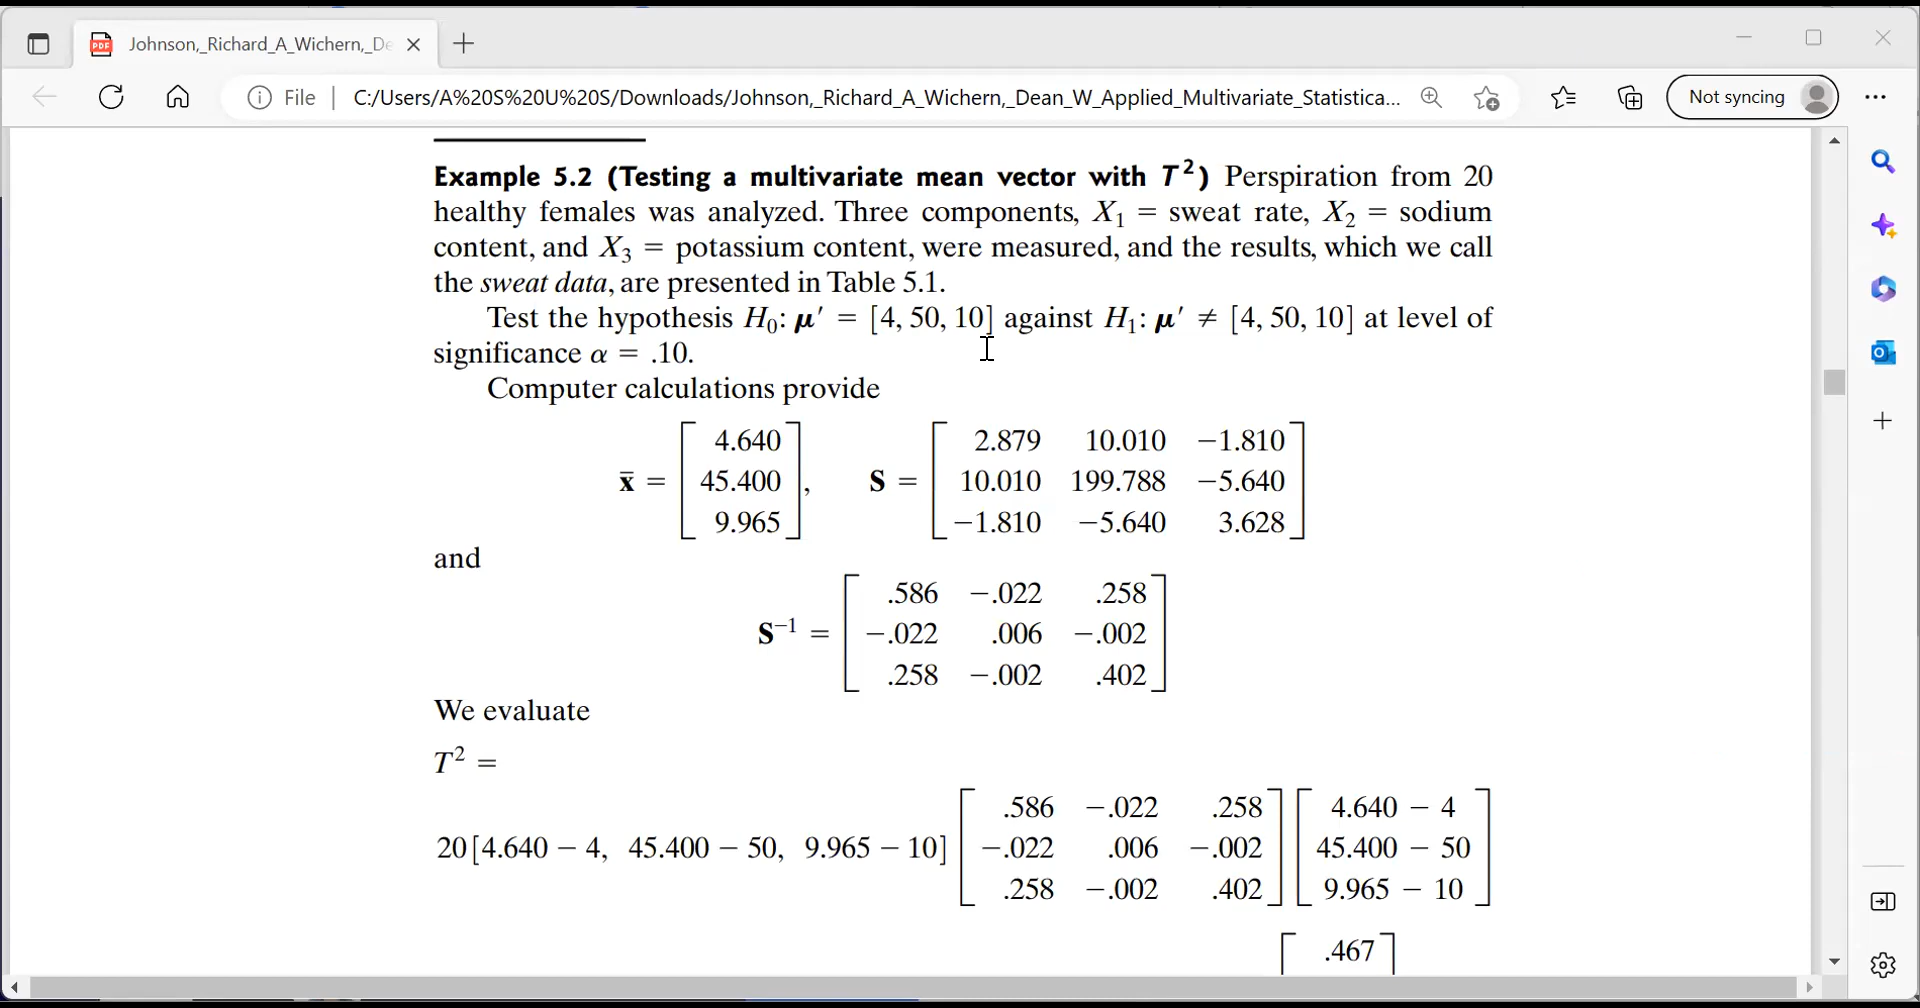 Johnson,_Richard_A_Wichern,_De
File | C:/Users/A%20S%20U%20S/Downloads/Johnson,_Richard_A_Wichern,_Dean_W_Applied_Multivariate_Statistica... Not syncing
Example 5.2 (Testing a multivariate mean vector with T²) Perspiration from 20
healthy females was analyzed. Three components, X₁ = sweat rate, X₂ = sodium
content, and X₃ = potassium content, were measured, and the results, which we call
the sweat data, are presented in Table 5.1.
Test the hypothesis H₀: μ′ = [4, 50, 10] against H₁: μ′ ≠ [4, 50, 10] at level of
significance α = .10.
Computer calculations provide
4.640 2.879 10.010 −1.810
x̄ = 45.400 , S = 10.010 199.788 −5.640
9.965 −1.810 −5.640 3.628
and
.586 −.022 .258
S⁻¹ = −.022 .006 −.002
.258 −.002 .402
We evaluate
T² =
.586 −.022 .258 4.640 − 4
20[4.640 − 4, 45.400 − 50, 9.965 − 10] −.022 .006 −.002 45.400 − 50
.258 −.002 .402 9.965 − 10
.467